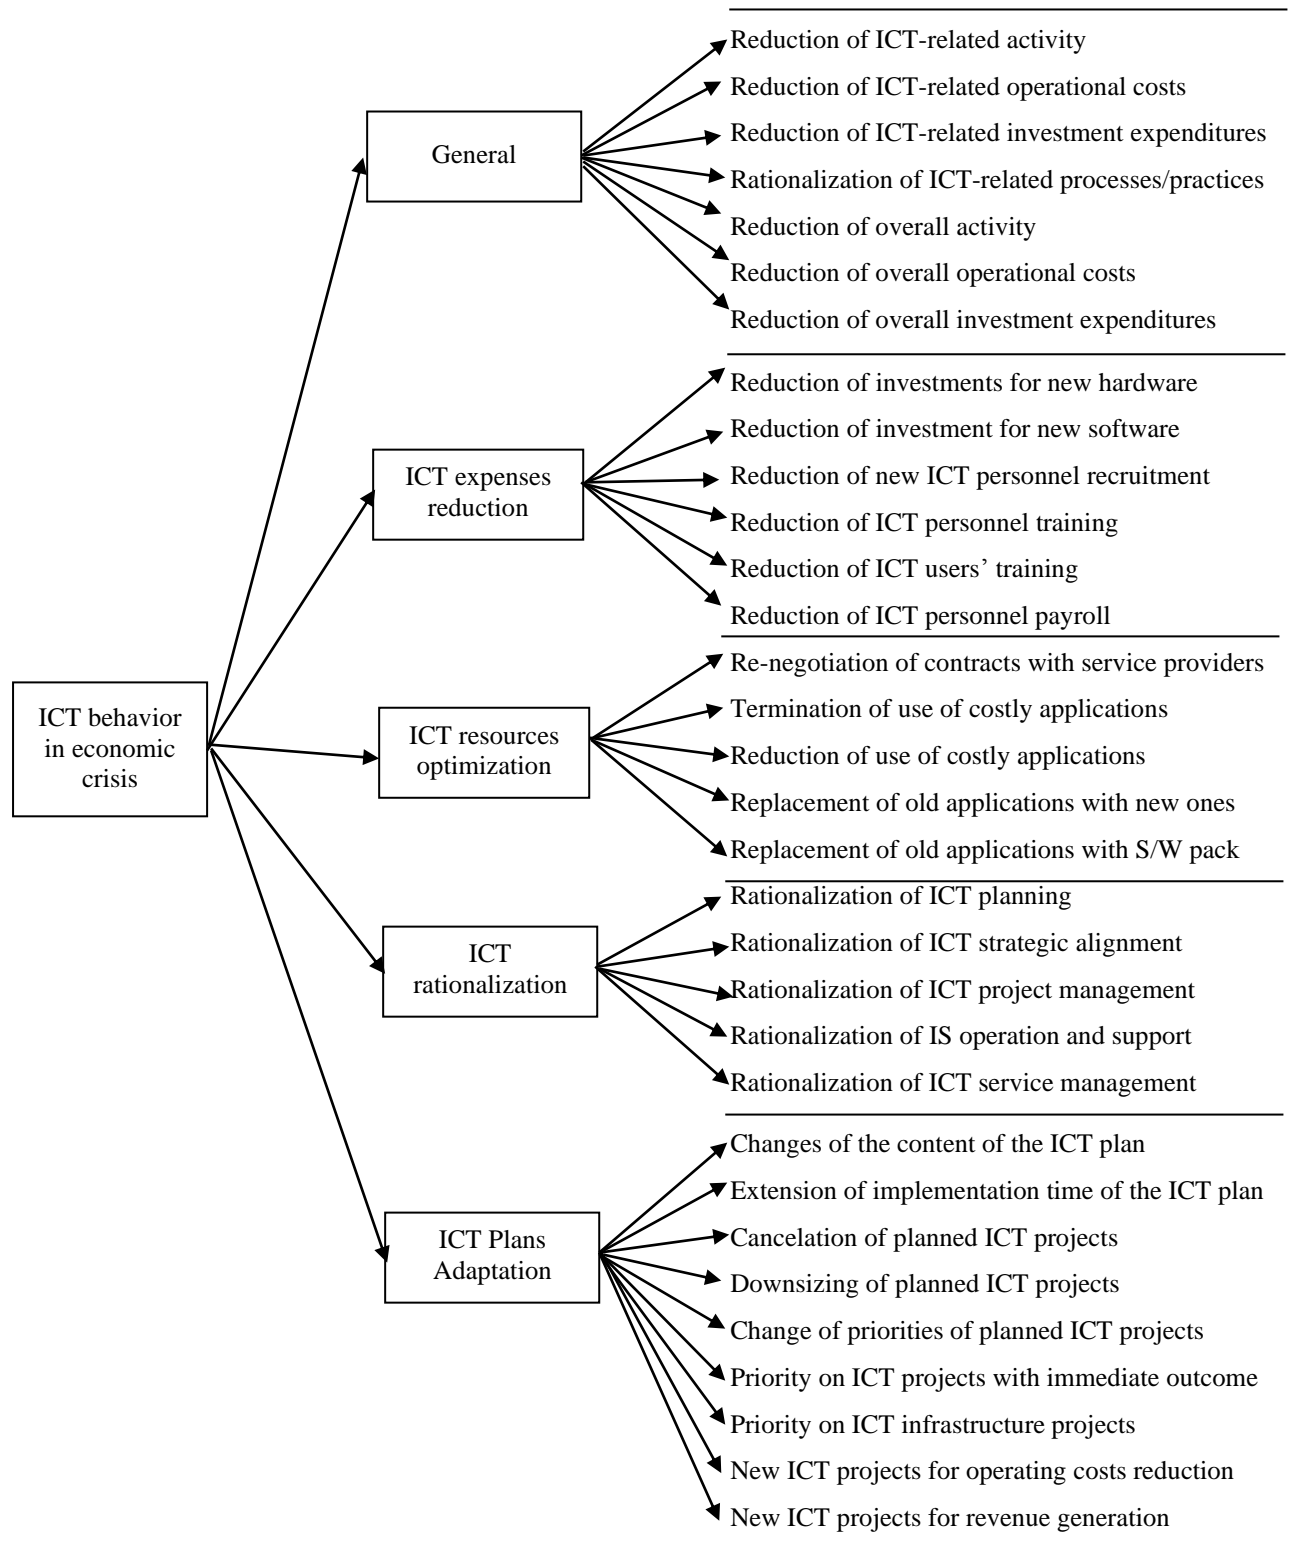 Reduction of ICT-related activity
Reduction of ICT-related operational costs
Reduction of ICT-related investment expenditures
General
Rationalization of ICT-related processes/practices
Reduction of overall activity
Reduction of overall operational costs
Reduction of overall investment expenditures
Reduction of investments for new hardware
Reduction of investment for new software
Reduction of new ICT personnel recruitment
ICT expenses
reduction
Reduction of ICT personnel training
Reduction of ICT users’ training
Reduction of ICT personnel payroll
Re-negotiation of contracts with service providers
Termination of use of costly applications
ICT behavior
in economic
crisis
ICT resources
optimization
Reduction of use of costly applications
Replacement of old applications with new ones
Replacement of old applications with S/W pack
Rationalization of ICT planning
Rationalization of ICT strategic alignment
ICT
rationalization
Rationalization of ICT project management
Rationalization of IS operation and support
Rationalization of ICT service management
Changes of the content of the ICT plan
Extension of implementation time of the ICT plan
Cancelation of planned ICT projects
ICT Plans
Adaptation
Downsizing of planned ICT projects
Change of priorities of planned ICT projects
Priority on ICT projects with immediate outcome
Priority on ICT infrastructure projects
New ICT projects for operating costs reduction
New ICT projects for revenue generation